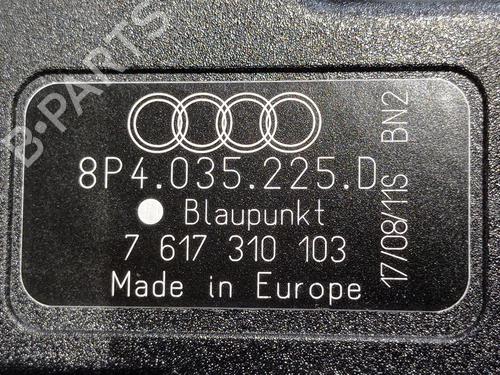 8P4.035.225.D
Blaupunkt
7 617 310 103
Made in Europe
17/08/11S BN2
B-PARTS